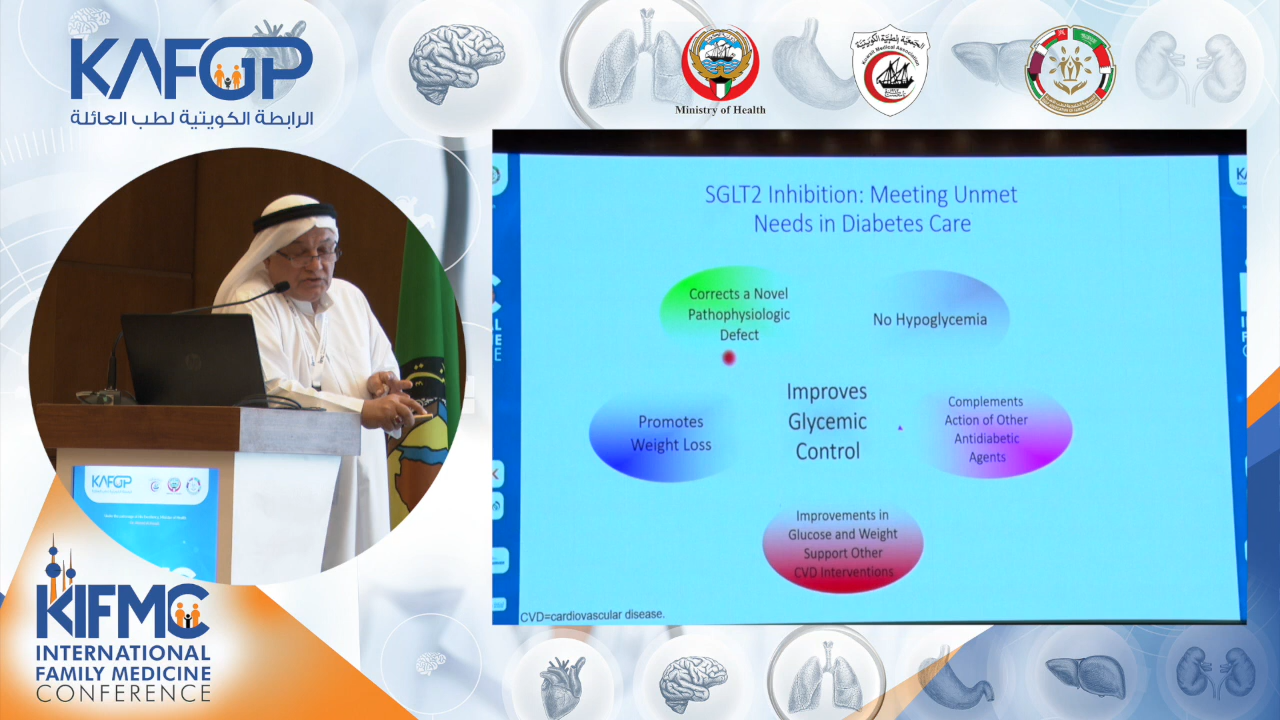 KAFGP
الرابطة الكويتية لطب العائلة
Ministry of Health
SGLT2 Inhibition: Meeting Unmet
Needs in Diabetes Care
Corrects a Novel
Pathophysiologic
Defect
No Hypoglycemia
Promotes
Weight Loss
Improves
Glycemic
Control
Complements
Action of Other
Antidiabetic
Agents
Improvements in
Glucose and Weight
Support Other
CVD Interventions
CVD=cardiovascular disease.
KAFGP
KIFMC
INTERNATIONAL
FAMILY MEDICINE
CONFERENCE